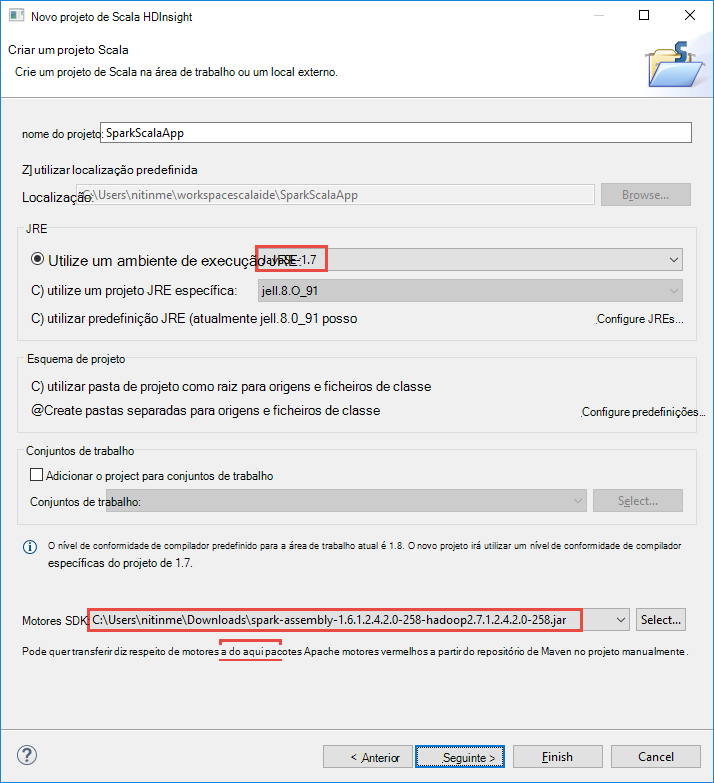 Novo projeto de Scala HDInsight
Criar um projeto Scala
Crie um projeto de Scala na área de trabalho ou um local externo.
nome do projeto: SparkScalaApp
Z] utilizar localização predefinida
Localização: C:\Users\nitinme\workspacescalaide\SparkScalaApp Browse...
JRE
Utilize um ambiente de execução JRE: JavaSE-1.7
C) utilize um projeto JRE específica: jell.8.O_91
C) utilizar predefinição JRE (atualmente jell.8.0_91 posso Configure JREs...
Esquema de projeto
C) utilizar pasta de projeto como raiz para origens e ficheiros de classe
@Create pastas separadas para origens e ficheiros de classe Configure predefinições...
Conjuntos de trabalho
Adicionar o project para conjuntos de trabalho
Conjuntos de trabalho: Select...
O nível de conformidade de compilador predefinido para a área de trabalho atual é 1.8. O novo projeto irá utilizar um nível de conformidade de compilador
específicas do projeto de 1.7.
Motores SDK: C:\Users\nitinme\Downloads\spark-assembly-1.6.1.2.4.2.0-258-hadoop2.7.1.2.4.2.0-258.jar Select...
Pode quer transferir diz respeito de motores a do aqui pacotes Apache motores vermelhos a partir do repositório de Maven no projeto manualmente.
? < Anterior Seguinte > Finish Cancel